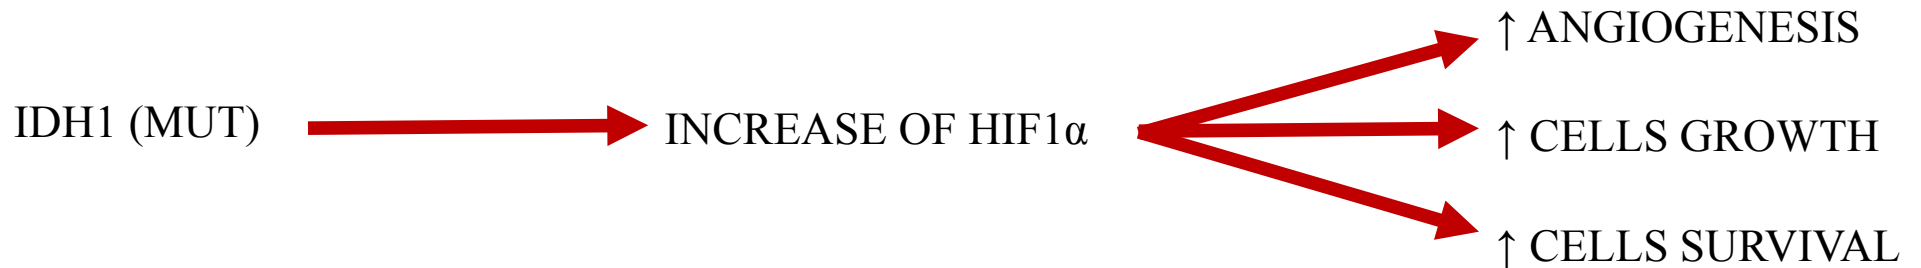 IDH1 (MUT)
INCREASE OF HIF1α
↑ ANGIOGENESIS
↑ CELLS GROWTH
↑ CELLS SURVIVAL